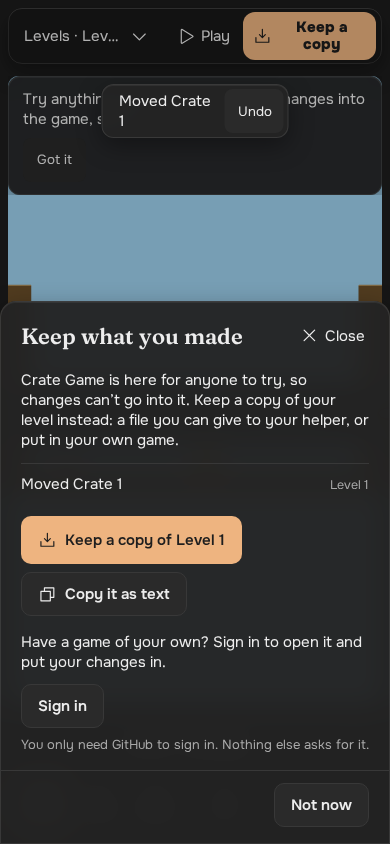 Levels · Lev...
Play
Keep a
copy
Try anythin
hanges into
the game, s
Moved Crate
1
Undo
Got it
Keep what you made
Close
Crate Game is here for anyone to try, so
changes can’t go into it. Keep a copy of your
level instead: a file you can give to your helper, or
put in your own game.
Moved Crate 1
Level 1
Keep a copy of Level 1
Copy it as text
Have a game of your own? Sign in to open it and
put your changes in.
Sign in
You only need GitHub to sign in. Nothing else asks for it.
Not now